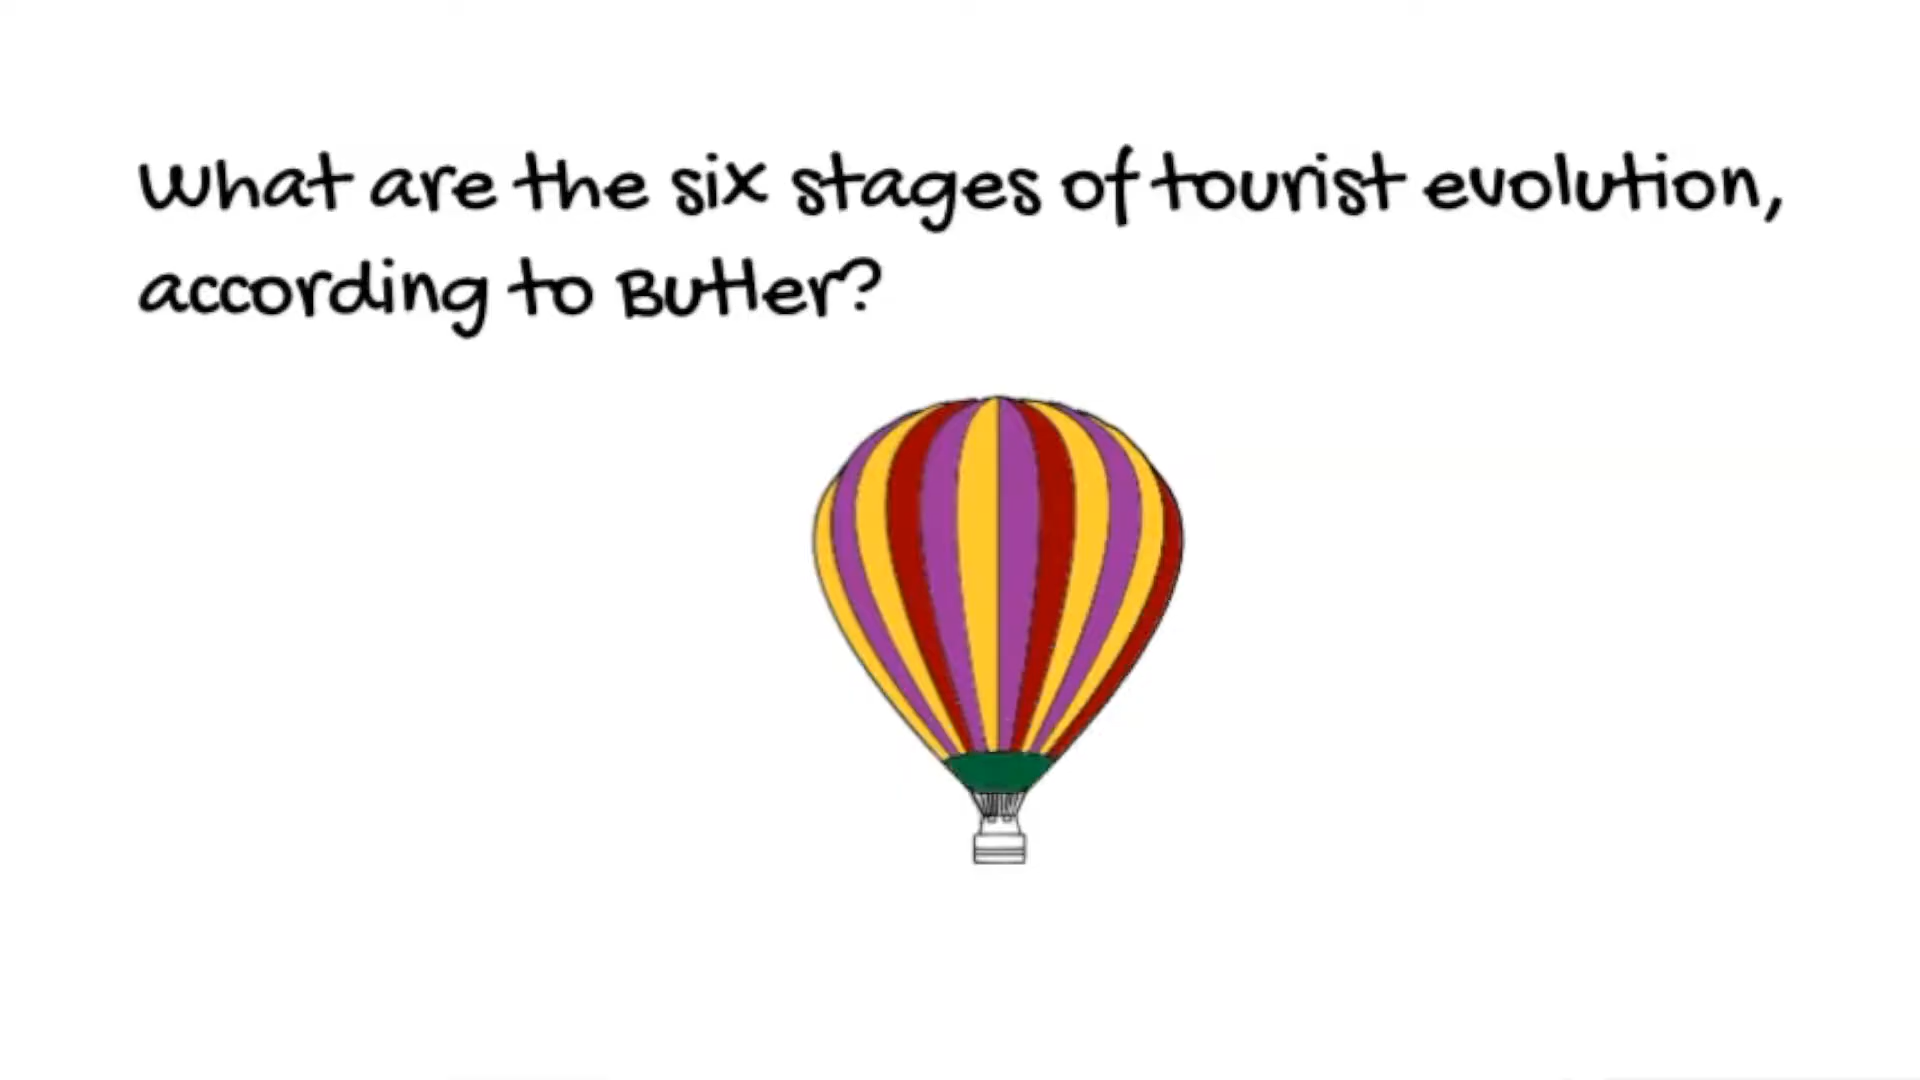 What are the six stages of tourist evolution,
according to Butler?